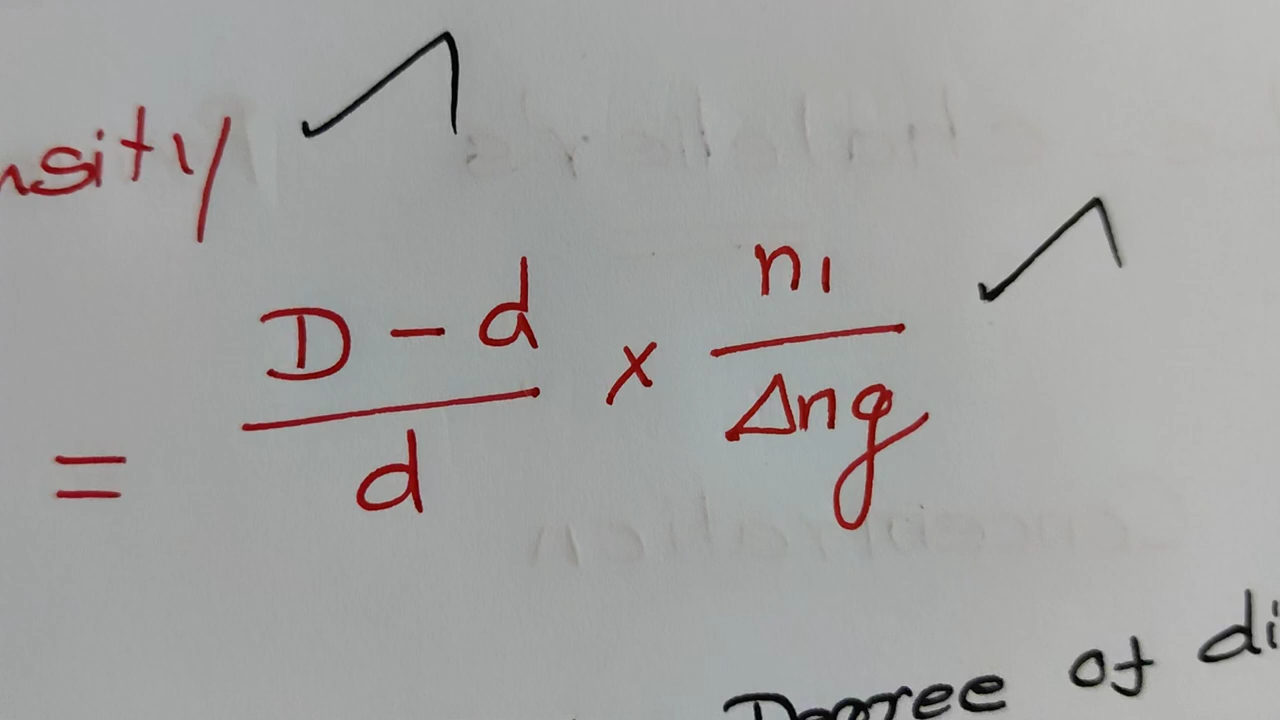 nsity
= D - d / d × n1 / Δng
Degree of di